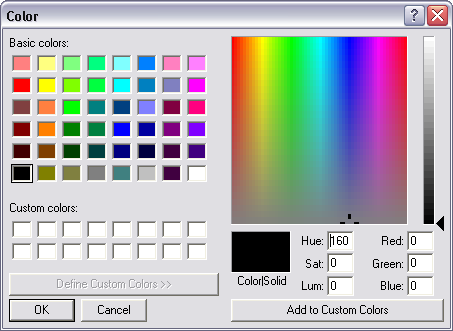 Color
Basic colors:
Custom colors:
Define Custom Colors >>
OK Cancel
Color|Solid
Hue: 160 Red: 0
Sat: 0 Green: 0
Lum: 0 Blue: 0
Add to Custom Colors